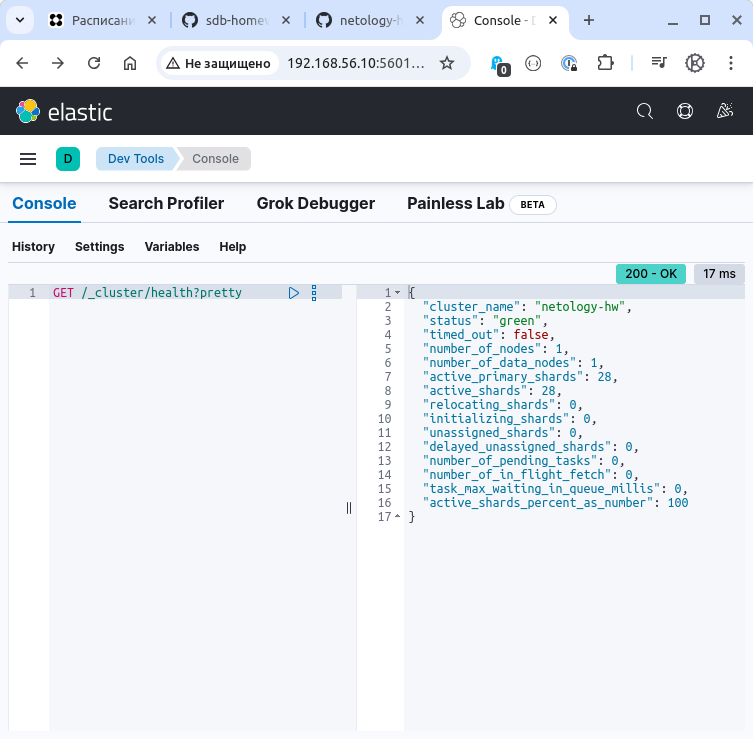 Расписани
sdb-homew
netology-h
Console - D
0
Не защищено
192.168.56.10:5601...
elastic
D
Dev Tools
Console
Console
Search Profiler
Grok Debugger
Painless Lab
BETA
History
Settings
Variables
Help
200 - OK
17 ms
1 GET /_cluster/health?pretty
1 {
2 "cluster_name": "netology-hw",
3 "status": "green",
4 "timed_out": false,
5 "number_of_nodes": 1,
6 "number_of_data_nodes": 1,
7 "active_primary_shards": 28,
8 "active_shards": 28,
9 "relocating_shards": 0,
10 "initializing_shards": 0,
11 "unassigned_shards": 0,
12 "delayed_unassigned_shards": 0,
13 "number_of_pending_tasks": 0,
14 "number_of_in_flight_fetch": 0,
15 "task_max_waiting_in_queue_millis": 0,
16 "active_shards_percent_as_number": 100
17 }